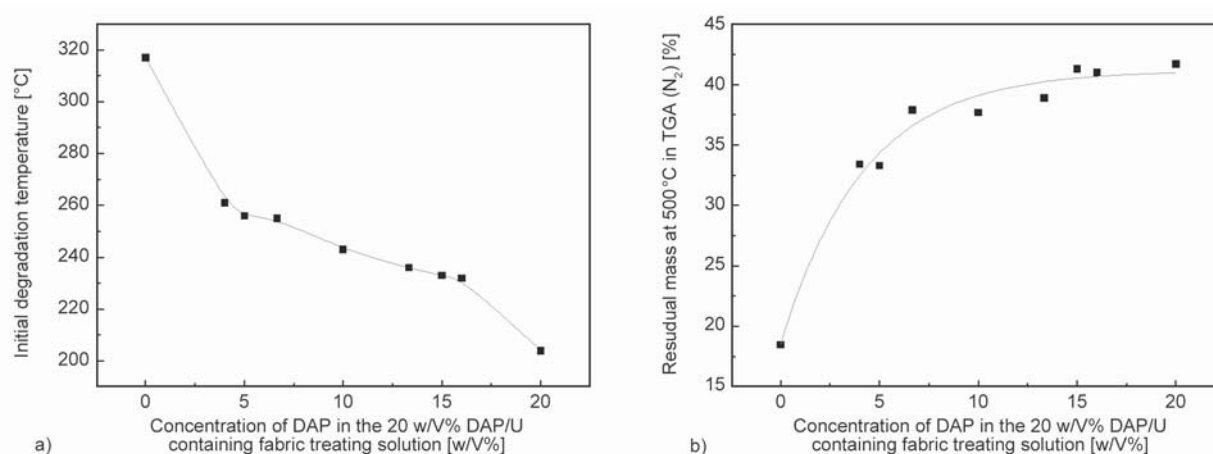 320
300
280
260
240
220
200
Initial degradation temperature [°C]
0 5 10 15 20
Concentration of DAP in the 20 w/V% DAP/U
containing fabric treating solution [w/V%]
a)
45
40
35
30
25
20
15
Resudual mass at 500°C in TGA (N₂) [%]
0 5 10 15 20
Concentration of DAP in the 20 w/V% DAP/U
containing fabric treating solution [w/V%]
b)